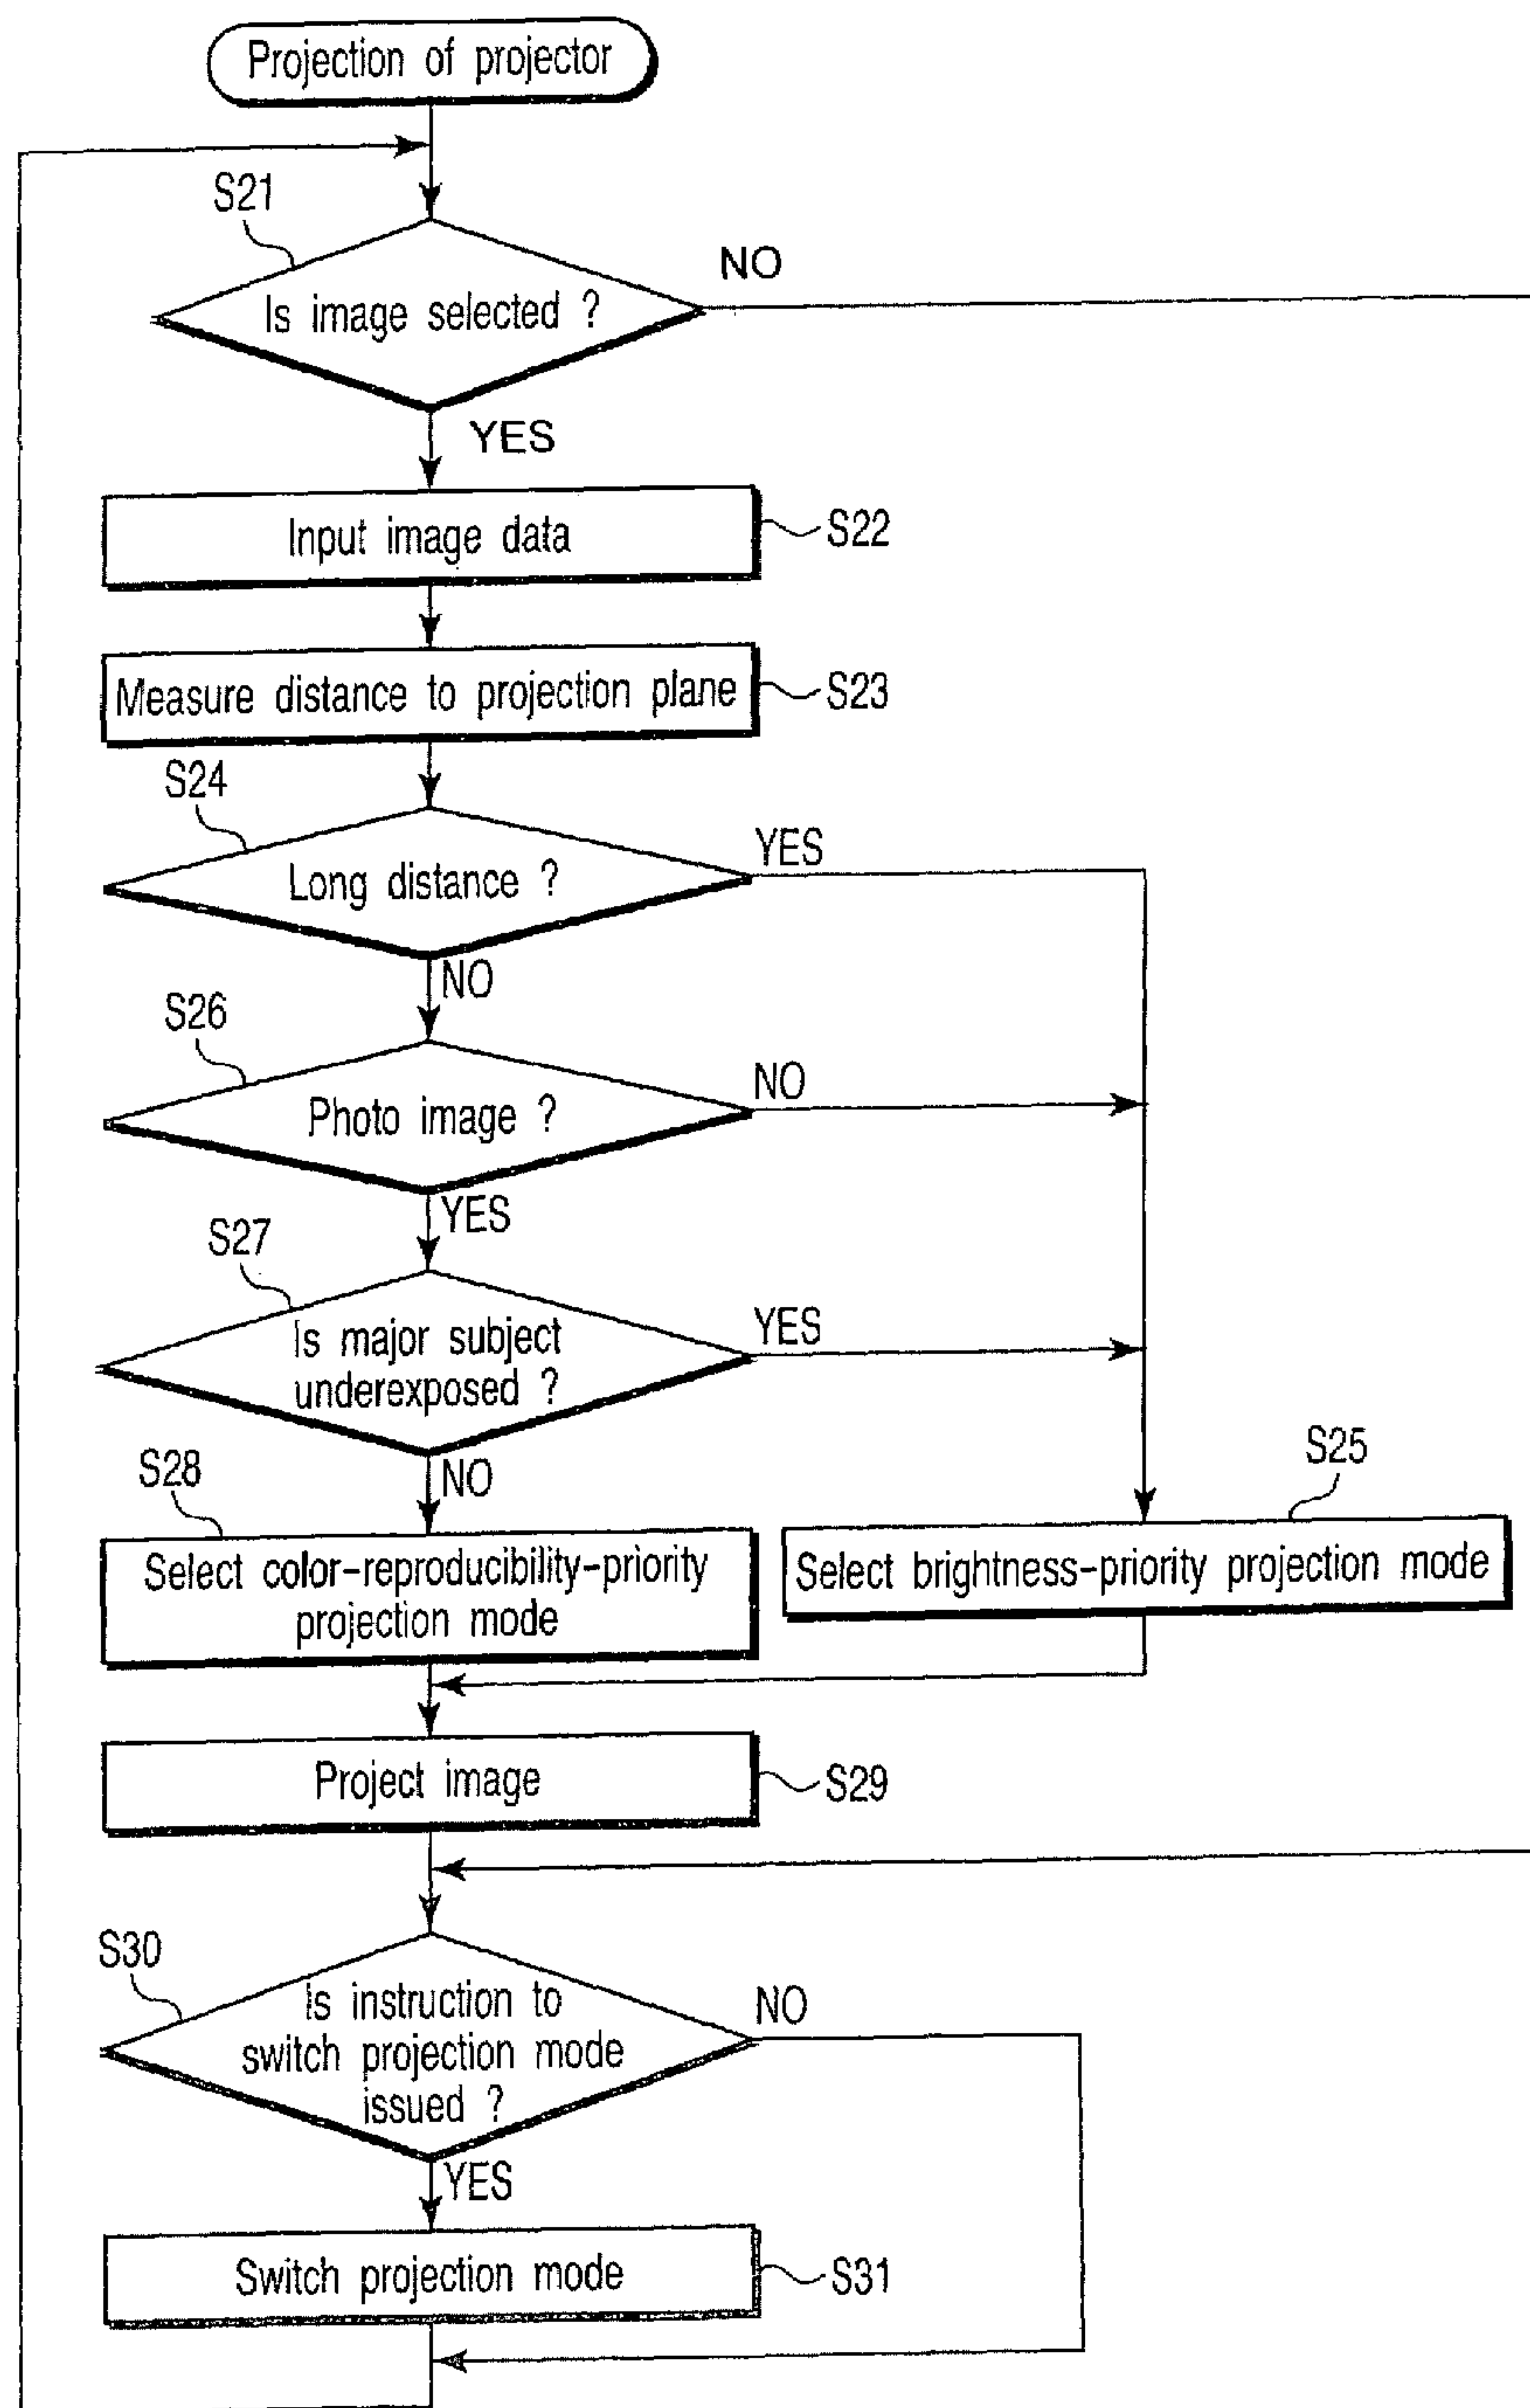 Projection of projector
S21
NO
Is image selected ?
YES
Input image data
S22
Measure distance to projection plane
S23
S24
YES
Long distance ?
NO
S26
NO
Photo image ?
YES
S27
YES
Is major subject
underexposed ?
S25
S28
NO
Select color-reproducibility-priority
projection mode
Select brightness-priority projection mode
Project image
S29
S30
Is instruction to
NO
switch projection mode
issued ?
YES
Switch projection mode
S31